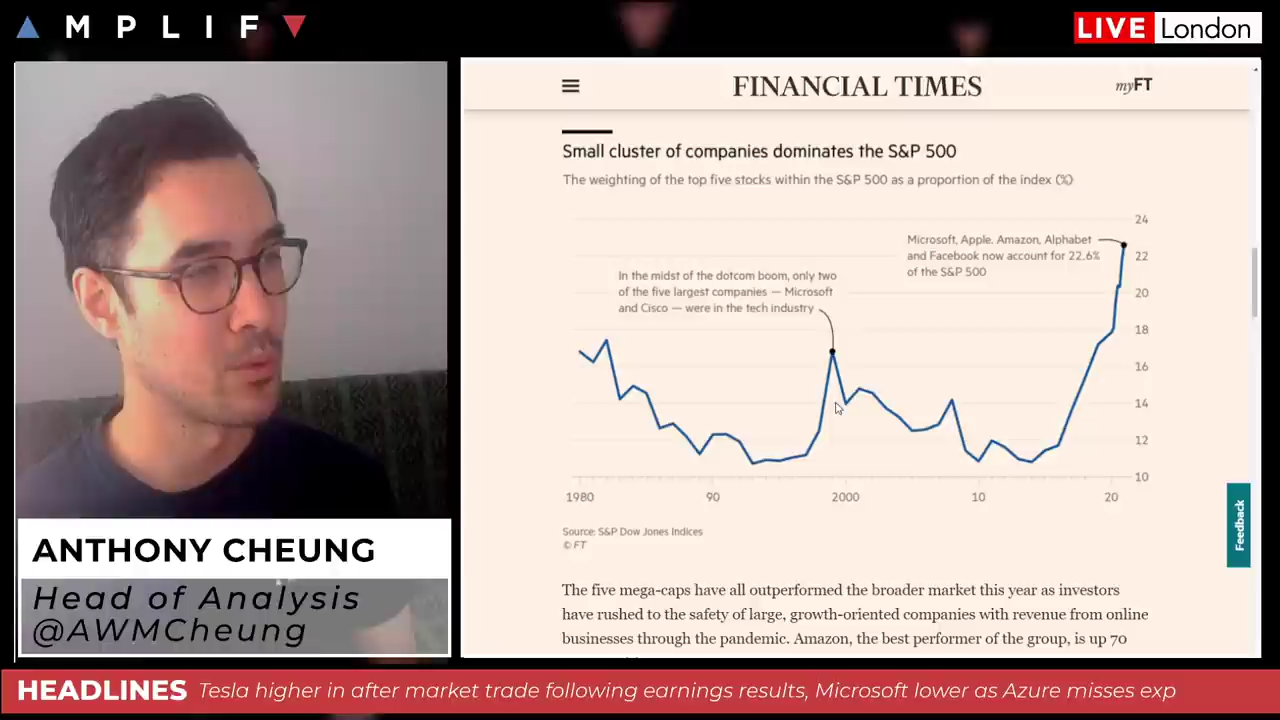 AMPLIFY
LIVE London
FINANCIAL TIMES
myFT
Small cluster of companies dominates the S&P 500
The weighting of the top five stocks within the S&P 500 as a proportion of the index (%)
24
22
20
18
16
14
12
10
Microsoft, Apple, Amazon, Alphabet
and Facebook now account for 22.6%
of the S&P 500
In the midst of the dotcom boom, only two
of the five largest companies — Microsoft
and Cisco — were in the tech industry
1980
90
2000
10
20
Source: S&P Dow Jones Indices
© FT
Feedback
The five mega-caps have all outperformed the broader market this year as investors
have rushed to the safety of large, growth-oriented companies with revenue from online
businesses through the pandemic. Amazon, the best performer of the group, is up 70
ANTHONY CHEUNG
Head of Analysis
@AWMCheung
HEADLINES Tesla higher in after market trade following earnings results, Microsoft lower as Azure misses exp